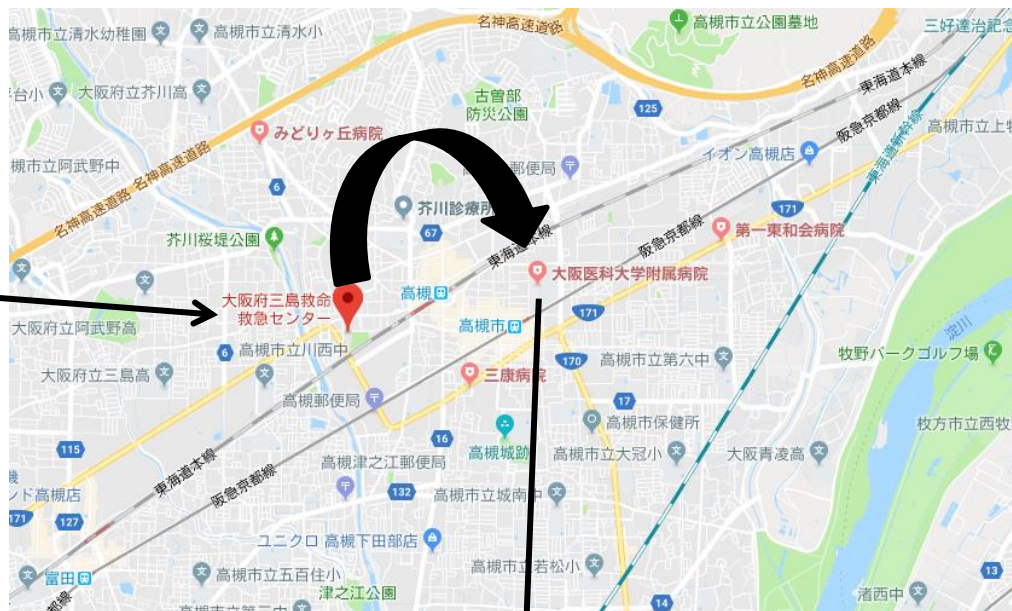 高槻市立清水幼稚園
高槻市立清水小
名神高速道路
高槻市立公園墓地
三好達治記念
名神高速道路
東海道本線
古曽部
防災公園
125
阪急京都線
台小
大阪府立芥川高
みどりヶ丘病院
高槻市立上牧
東海道新幹線
イオン高槻店
槻市立阿武野中
名神高速道路
名神高速道路
郵便局
6
芥川診療所
67
171
第一東和会病院
芥川桜堤公園
東海道本線
阪急京都線
大阪医科大学附属病院
高槻
大阪府三島救命
救急センター
171
高槻市
大阪府立阿武野高
6
高槻市立川西中
170
高槻市立第六中
淀川
牧野パークゴルフ場
大阪府立三島高
三康病院
高槻郵便局
17
高槻市保健所
枚方市立西牧
115
16
高槻城跡
高槻市立大冠小
大阪青凌高
高槻津之江郵便局
東海道本線
阪急京都線
ンド高槻店
132
高槻市立城南中
171
127
ユニクロ 高槻下田部店
富田
高槻市立五百住小
高槻市立若松小
13
津之江公園
14
渚西中